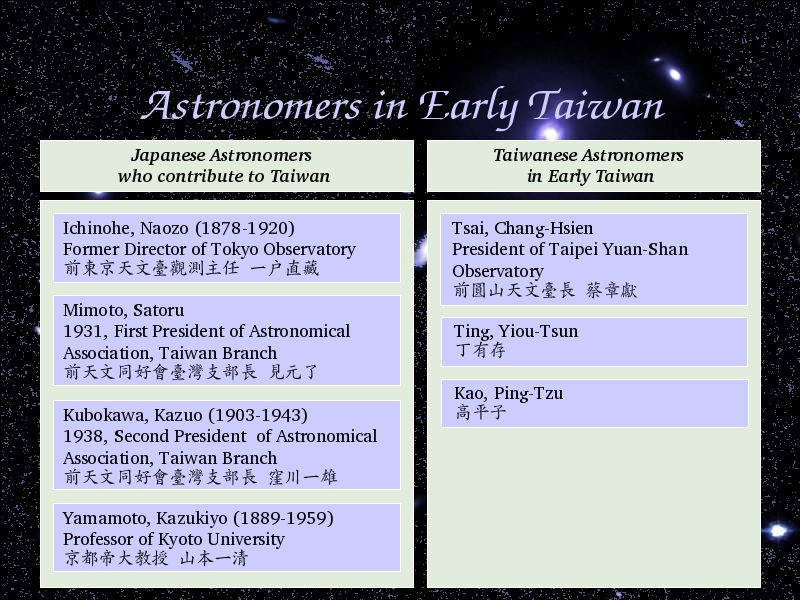 Astronomers in Early Taiwan
Japanese Astronomers
who contribute to Taiwan
Ichinohe, Naozo (1878-1920)
Former Director of Tokyo Observatory
前東京天文臺觀測主任 一户直藏
Mimoto, Satoru
1931, First President of Astronomical
Association, Taiwan Branch
前天文同好會臺灣支部長 見元了
Kubokawa, Kazuo (1903-1943)
1938, Second President of Astronomical
Association, Taiwan Branch
前天文同好會臺灣支部長 窪川一雄
Yamamoto, Kazukiyo (1889-1959)
Professor of Kyoto University
京都帝大教授 山本一清
Taiwanese Astronomers
in Early Taiwan
Tsai, Chang-Hsien
President of Taipei Yuan-Shan
Observatory
前圓山天文臺長 蔡章獻
Ting, Yiou-Tsun
丁有存
Kao, Ping-Tzu
高平子